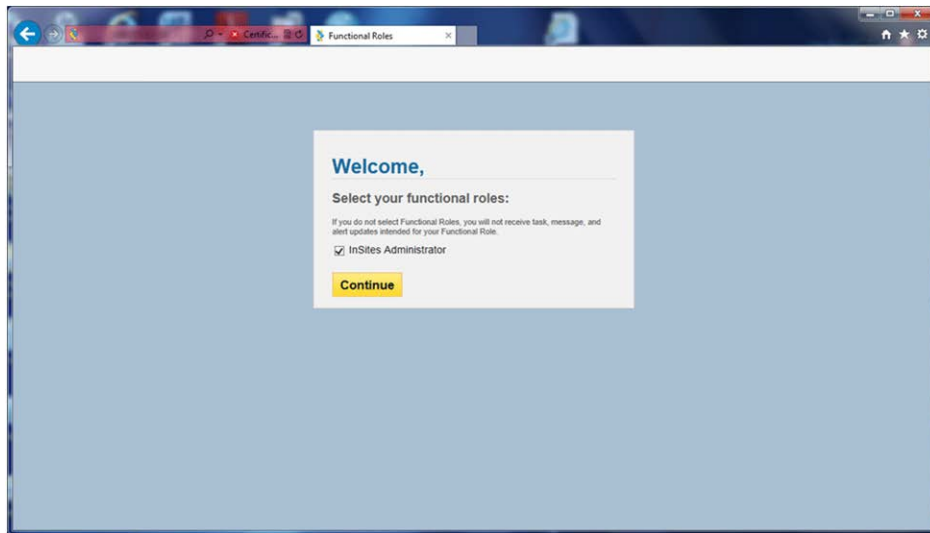 Certific...
Functional Roles
Welcome,
Select your functional roles:
If you do not select Functional Roles, you will not receive task, message, and
alert updates intended for your Functional Role.
InSites Administrator
Continue